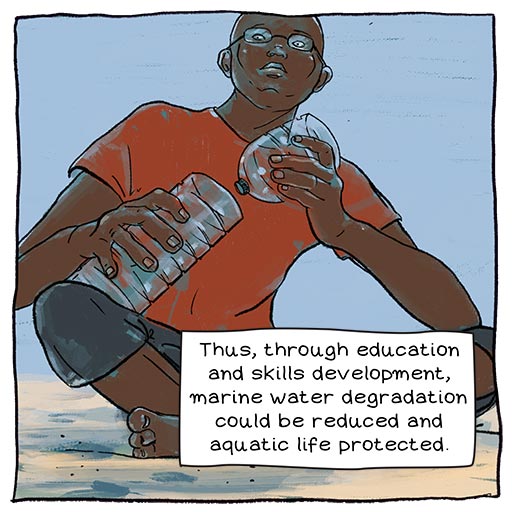 Thus, through education
and skills development,
marine water degradation
could be reduced and
aquatic life protected.